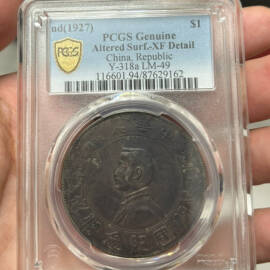 nd(1927) $1
PCGS
PCGS Genuine
Altered Surf.-XF Detail
China, Republic
Y-318a LM-49
116601.94/87629162